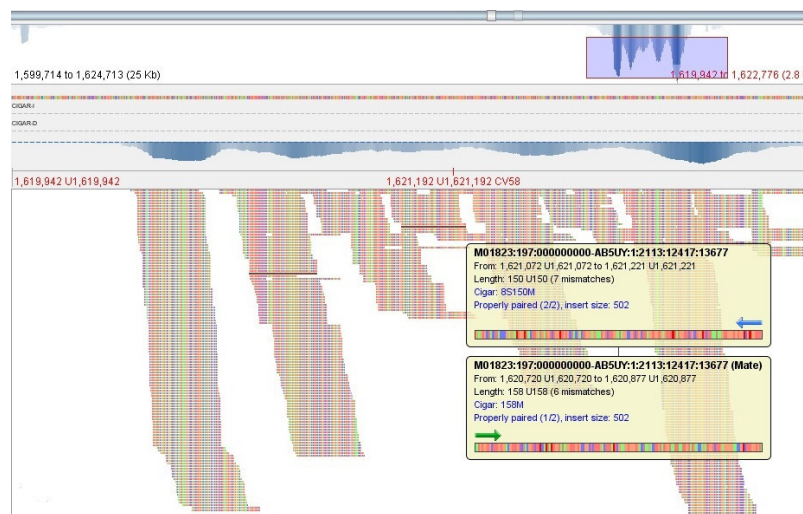 1,599,714 to 1,624,713 (25 Kb)
1,619,942 to 1,622,776 (2.8
CIGAR-I
CIGAR-D
1,619,942 U1,619,942
1,621,192 U1,621,192 CV58
M01823:197:000000000-AB5UY:1:2113:12417:13677
From: 1,621,072 U1,621,072 to 1,621,221 U1,621,221
Length: 150 U150 (7 mismatches)
Cigar: 8S150M
Properly paired (2/2), insert size: 502
M01823:197:000000000-AB5UY:1:2113:12417:13677 (Mate)
From: 1,620,720 U1,620,720 to 1,620,877 U1,620,877
Length: 158 U158 (6 mismatches)
Cigar: 158M
Properly paired (1/2), insert size: 502